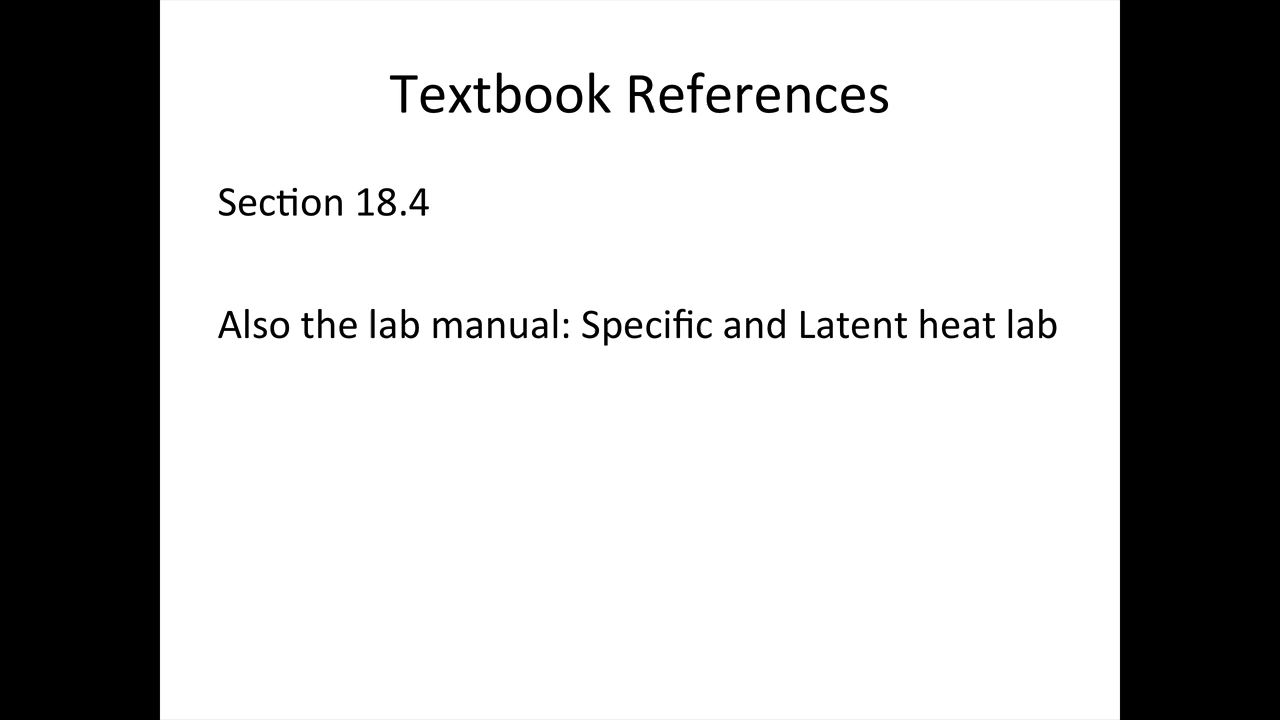 Textbook References
Section 18.4
Also the lab manual: Specific and Latent heat lab